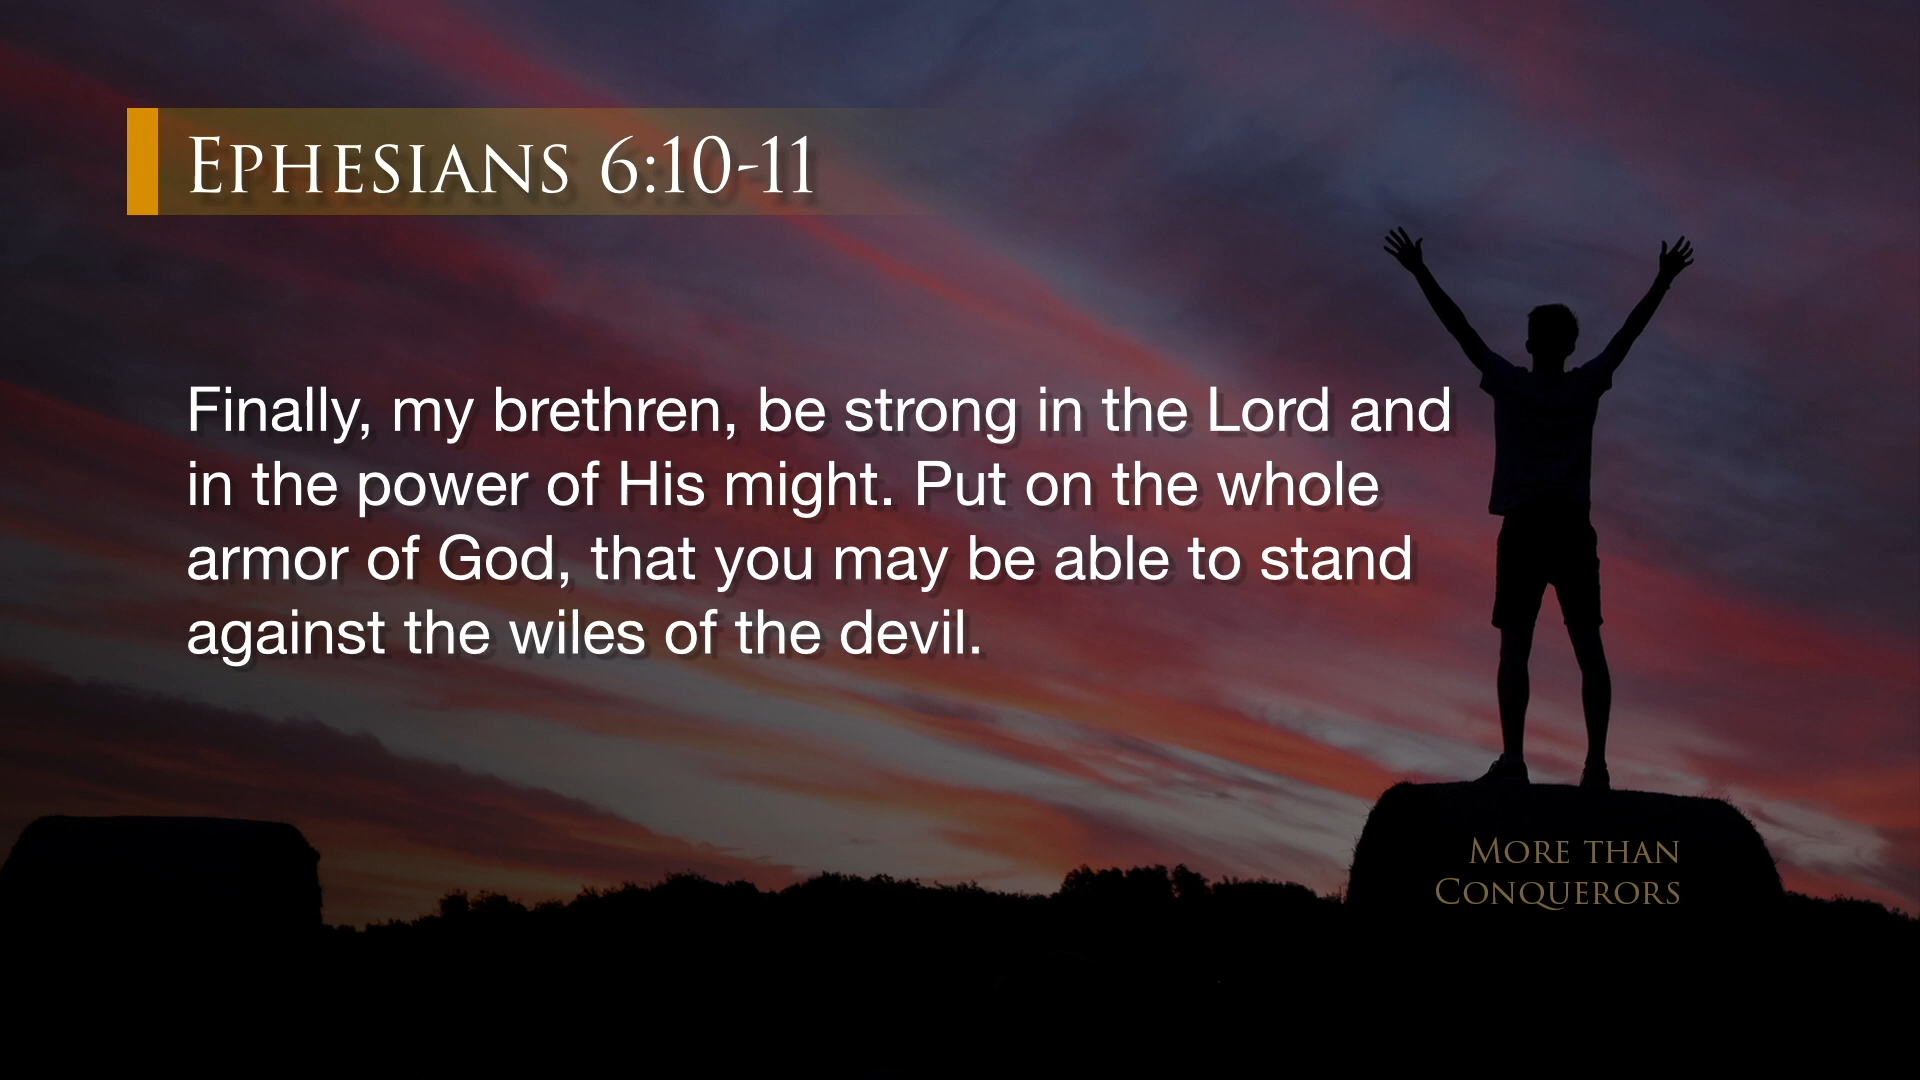 Ephesians 6:10-11
Finally, my brethren, be strong in the Lord and
in the power of His might. Put on the whole
armor of God, that you may be able to stand
against the wiles of the devil.
More than
Conquerors